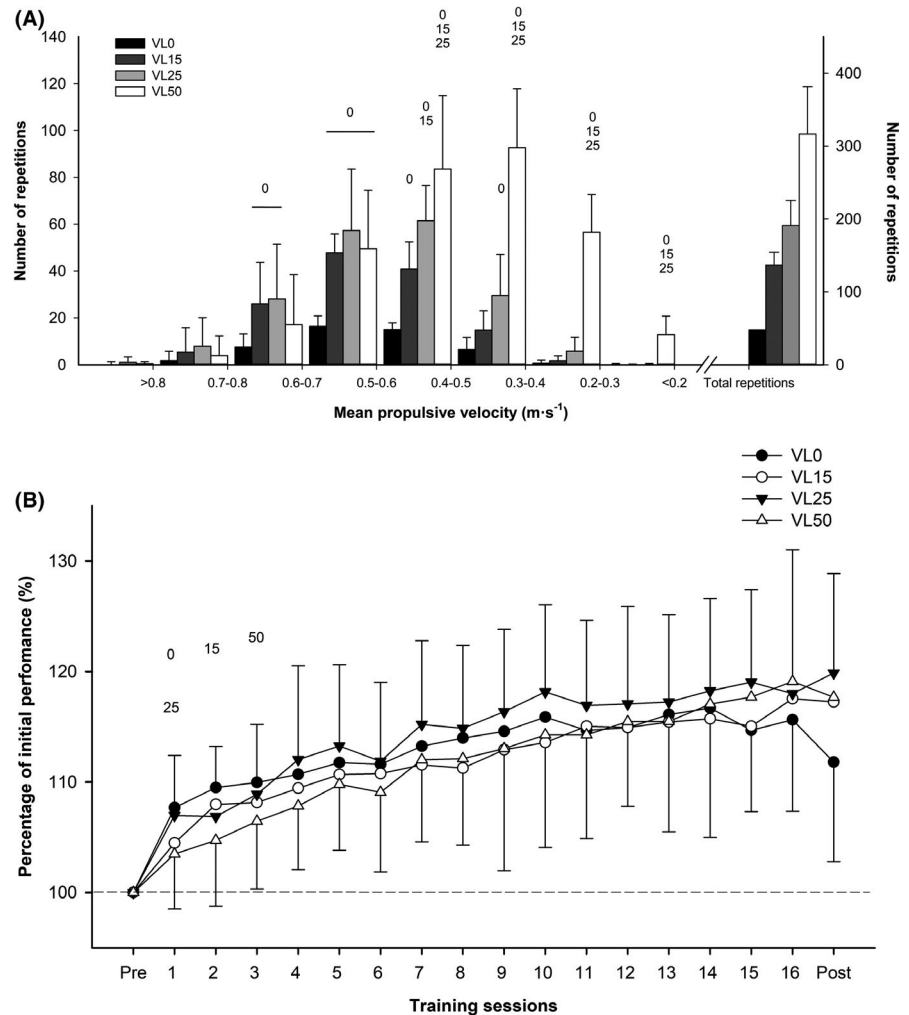 (A)
0
15
25
0
15
25
140
120
100
80
60
40
20
0
Number of repetitions
VL0
VL15
VL25
VL50
0
0
0
15
0
0
0
15
25
0
15
25
400
300
200
100
0
Number of repetitions
>0.8 0.7-0.8 0.6-0.7 0.5-0.6 0.4-0.5 0.3-0.4 0.2-0.3 <0.2 Total repetitions
Mean propulsive velocity (m·s⁻¹)
(B)
VL0
VL15
VL25
VL50
130
120
110
100
Percentage of initial perfomance (%)
0
25
15
50
Pre 1 2 3 4 5 6 7 8 9 10 11 12 13 14 15 16 Post
Training sessions